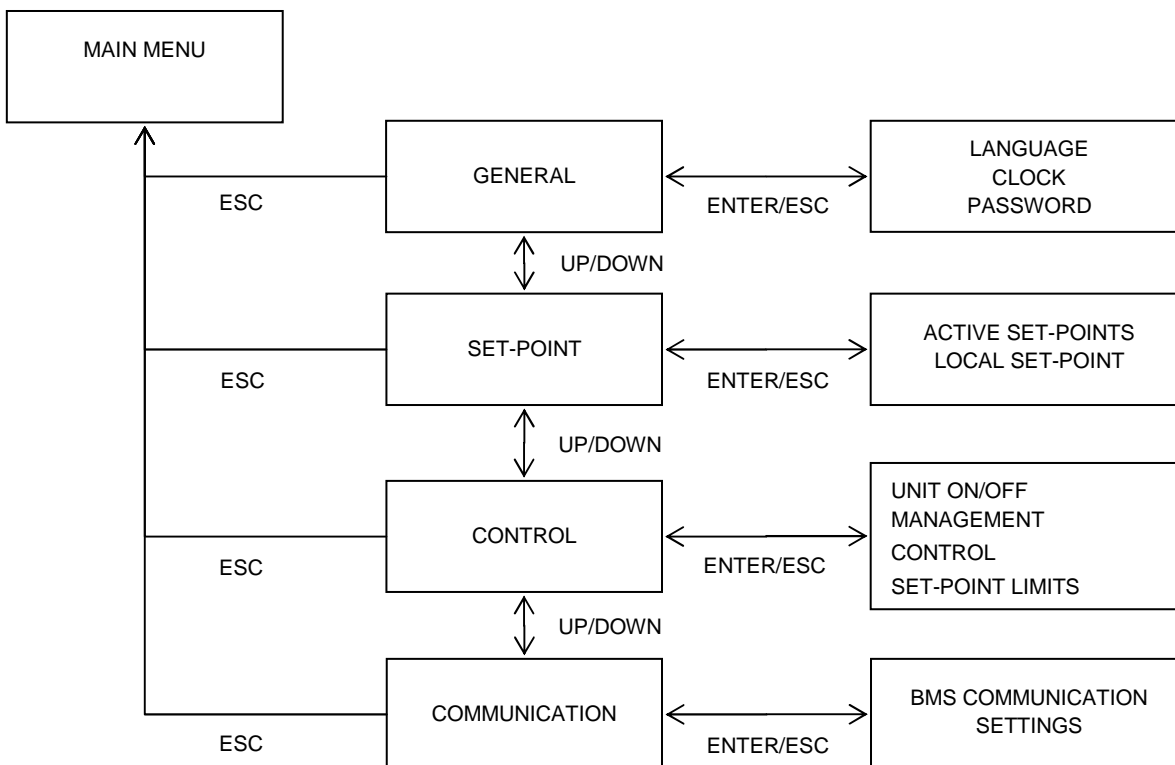 MAIN MENU
GENERAL
ESC
ENTER/ESC
LANGUAGE
CLOCK
PASSWORD
UP/DOWN
SET-POINT
ESC
ENTER/ESC
ACTIVE SET-POINTS
LOCAL SET-POINT
UP/DOWN
CONTROL
ESC
ENTER/ESC
UNIT ON/OFF
MANAGEMENT
CONTROL
SET-POINT LIMITS
UP/DOWN
COMMUNICATION
ESC
ENTER/ESC
BMS COMMUNICATION
SETTINGS